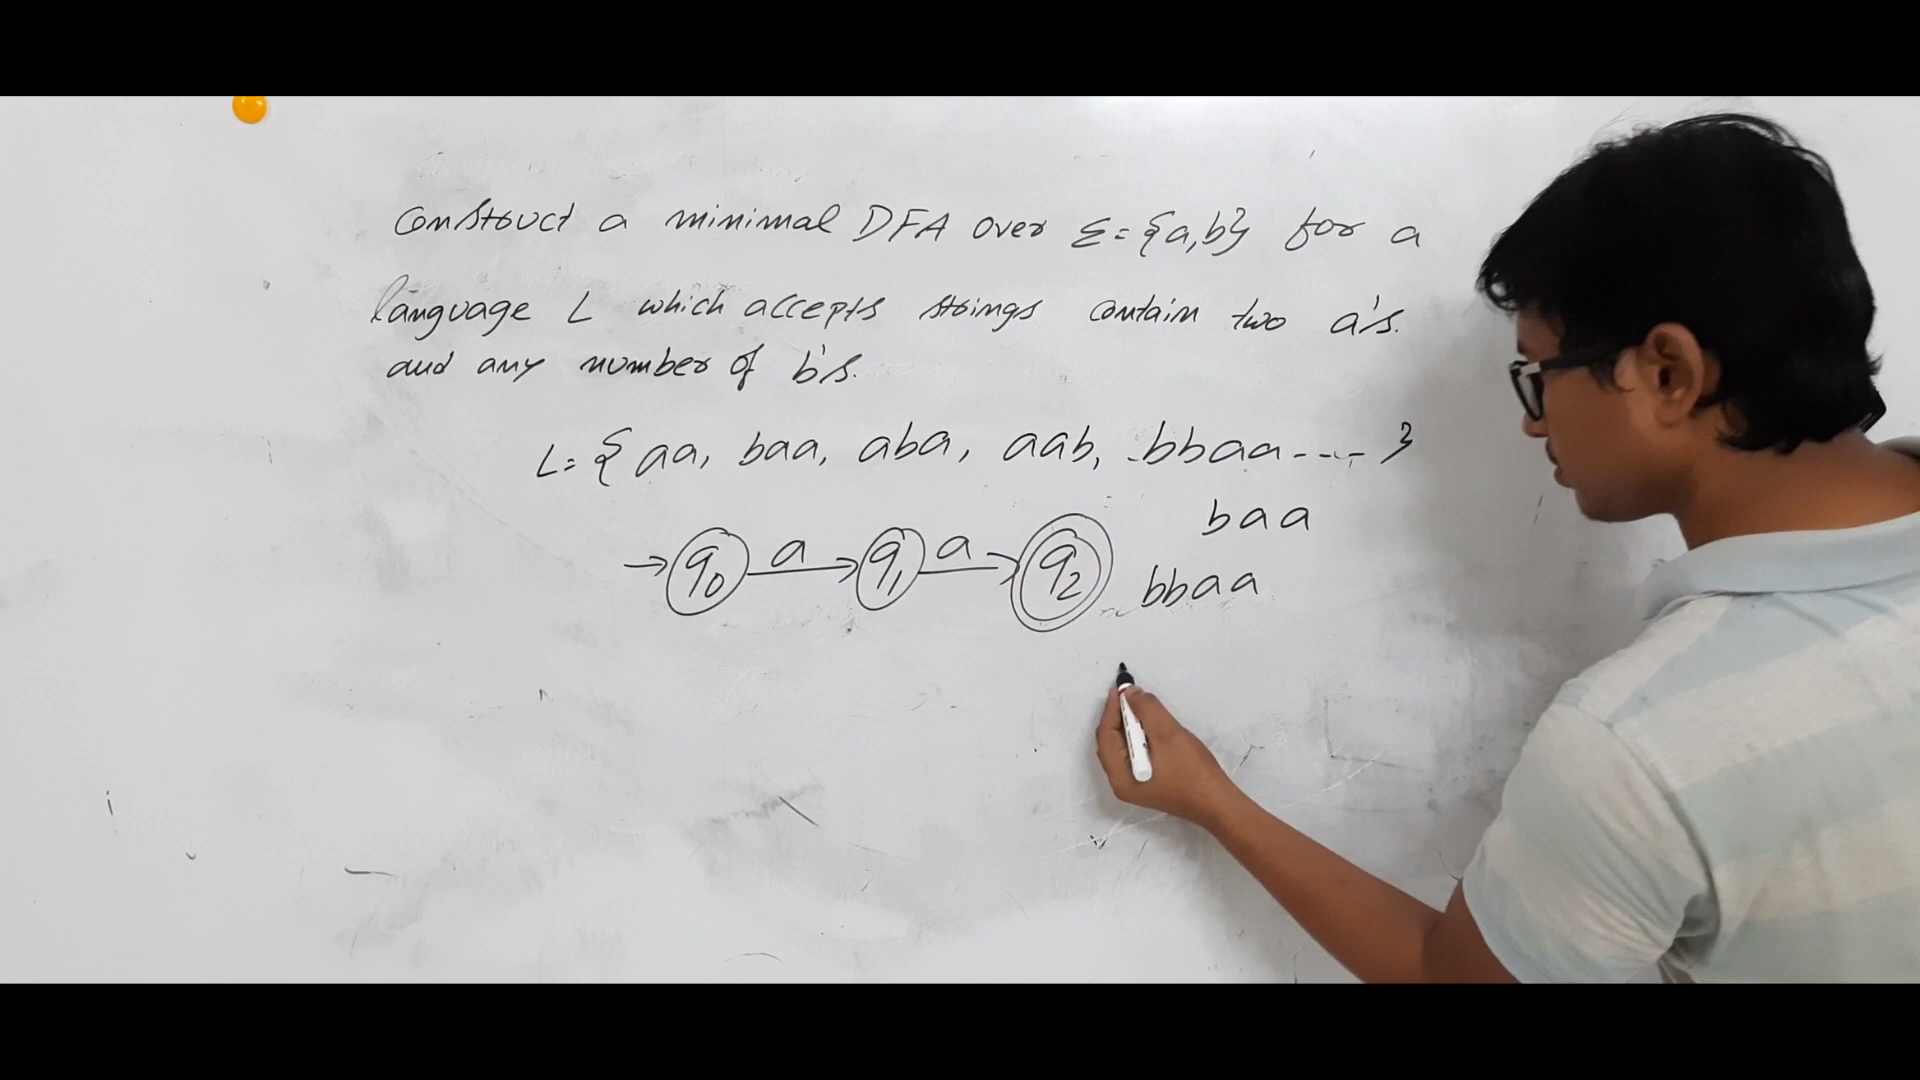 Construct a minimal DFA over Σ={a,b} for a
language L which accepts strings contain two a's.
and any number of b's.
L={aa, baa, aba, aab, bbaa----}
baa
→ q0 a → q1 a → q2
bbaa